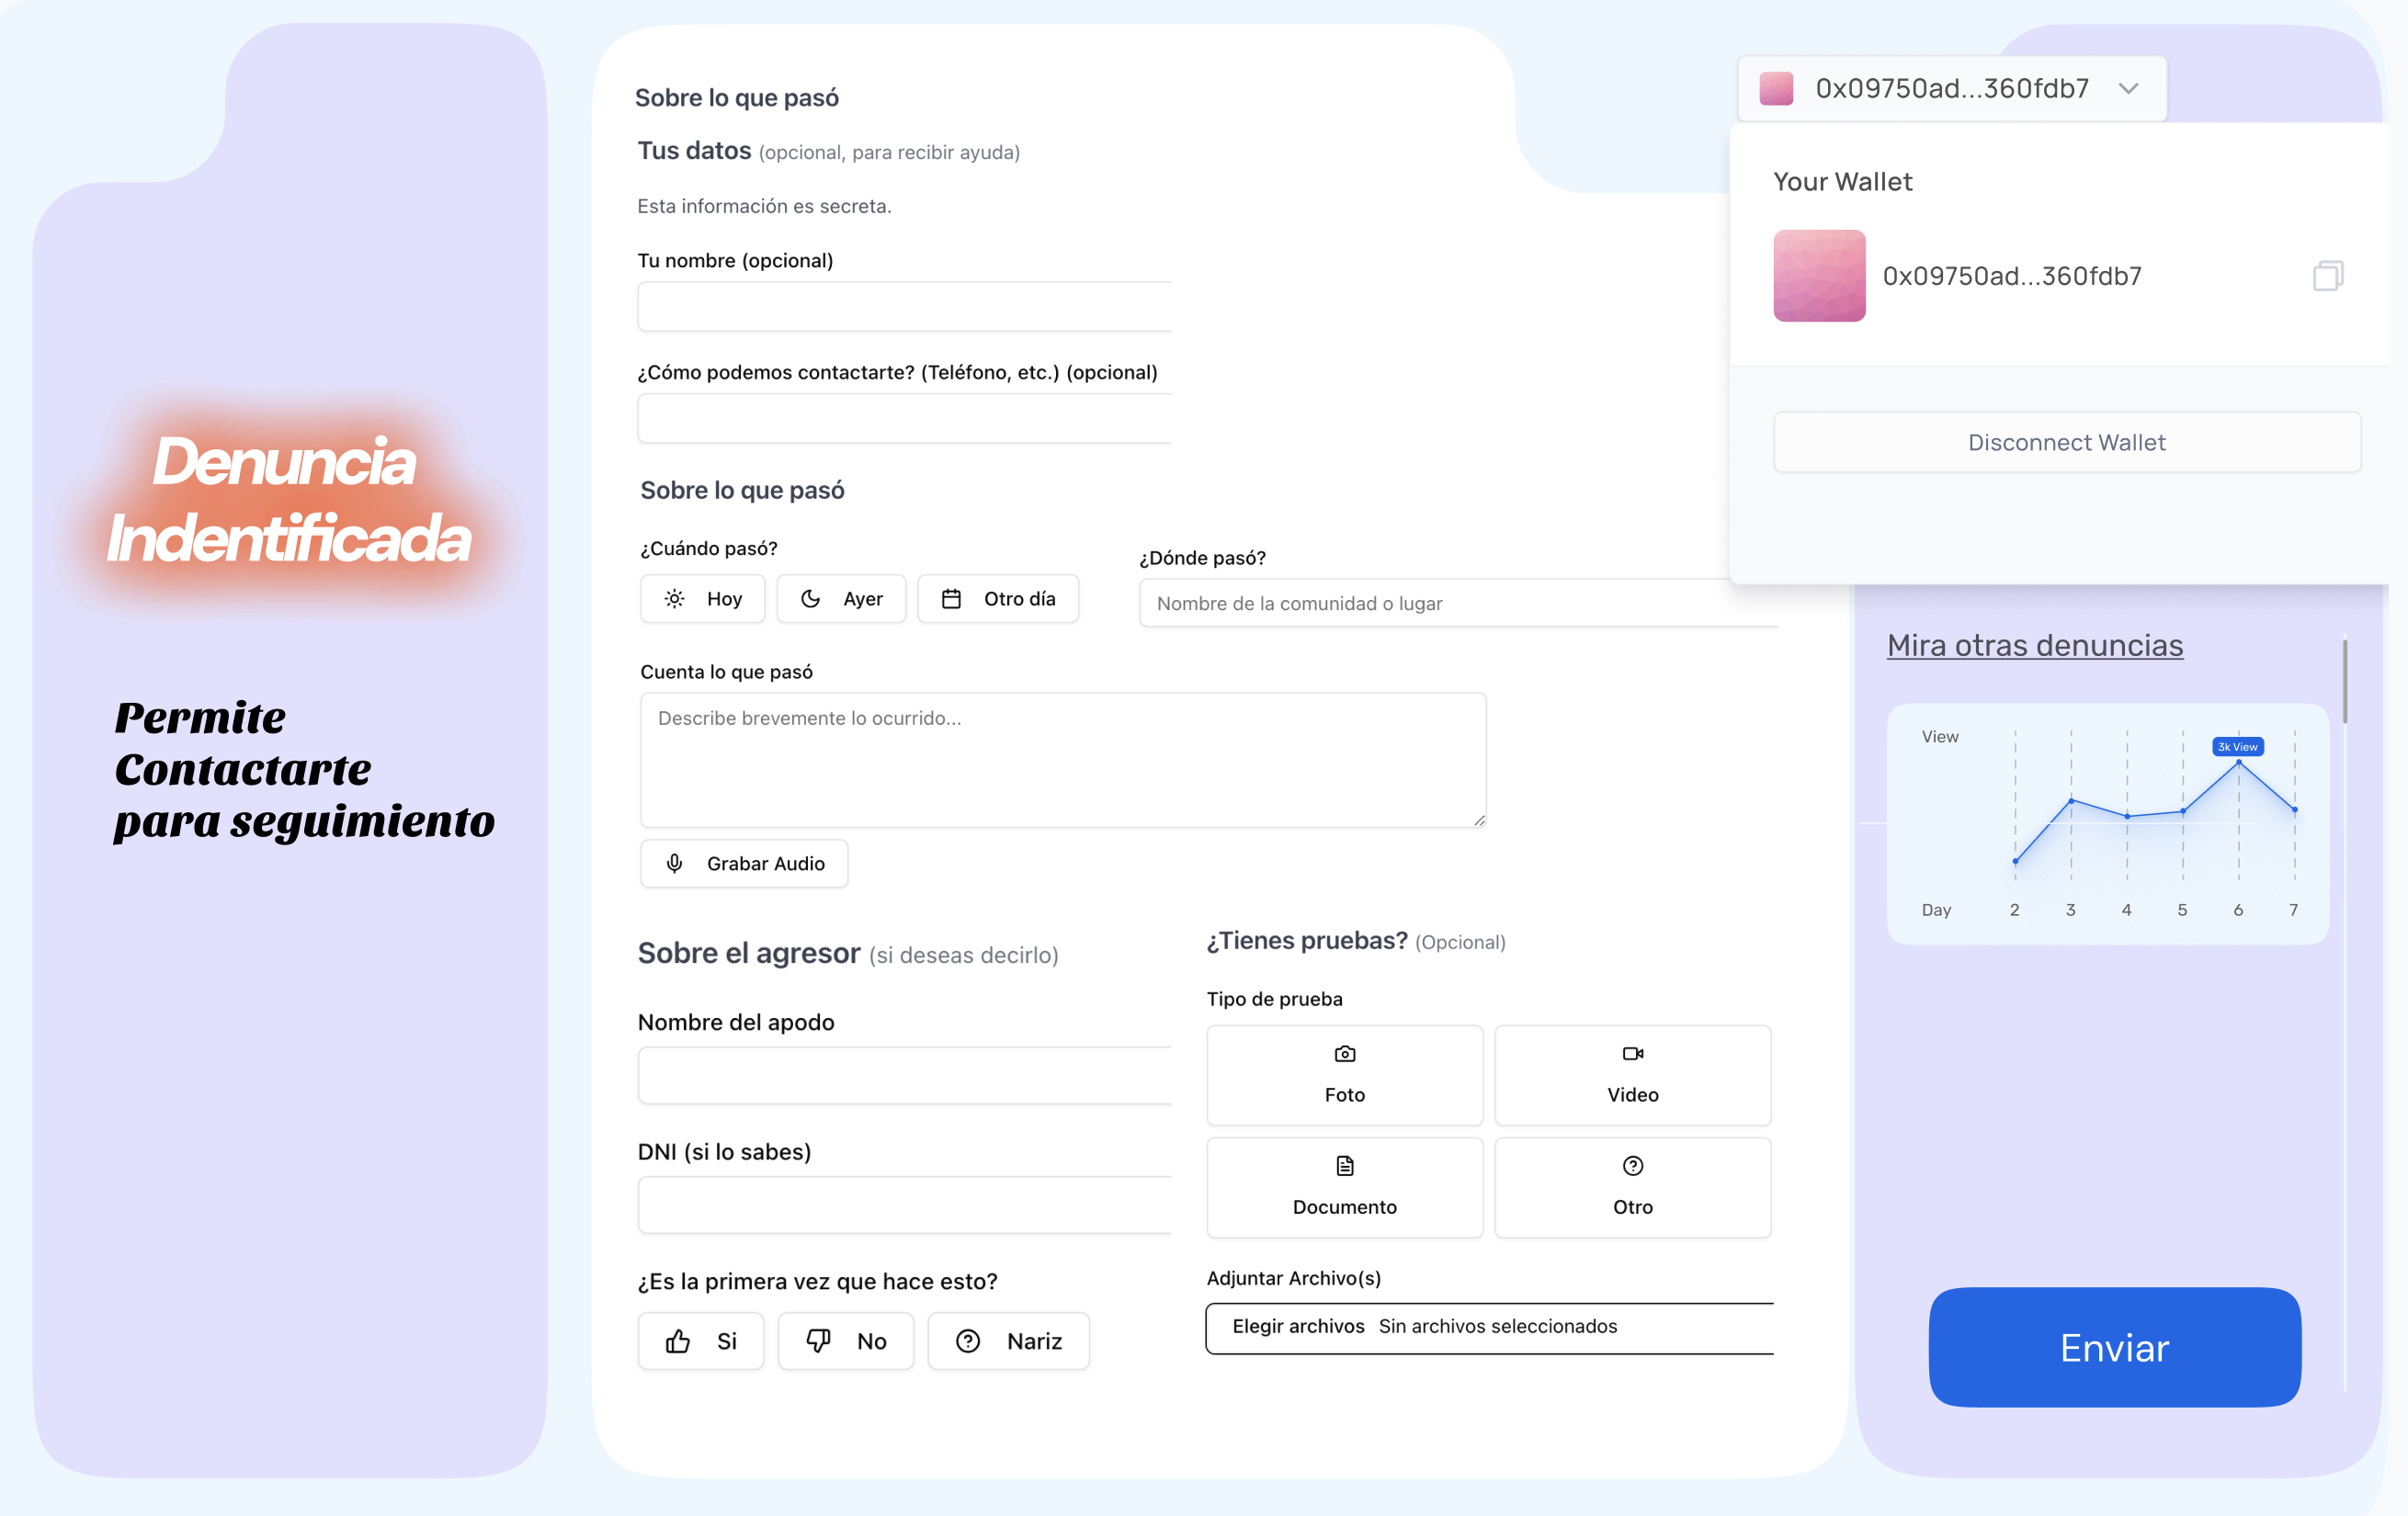 Denuncia
Indentificada
Permite
Contactarte
para seguimiento
Sobre lo que pasó
Tus datos (opcional, para recibir ayuda)
Esta información es secreta.
Tu nombre (opcional)
¿Cómo podemos contactarte? (Teléfono, etc.) (opcional)
Sobre lo que pasó
¿Cuándo pasó?
Hoy
Ayer
Otro día
¿Dónde pasó?
Nombre de la comunidad o lugar
Cuenta lo que pasó
Describe brevemente lo ocurrido...
Grabar Audio
Sobre el agresor (si deseas decirlo)
Nombre del apodo
DNI (si lo sabes)
¿Es la primera vez que hace esto?
Si
No
Nariz
¿Tienes pruebas? (Opcional)
Tipo de prueba
Foto
Video
Documento
Otro
Adjuntar Archivo(s)
Elegir archivos Sin archivos seleccionados
0x09750ad...360fdb7
Your Wallet
0x09750ad...360fdb7
Disconnect Wallet
Mira otras denuncias
View
3k View
Day 2 3 4 5 6 7
Enviar